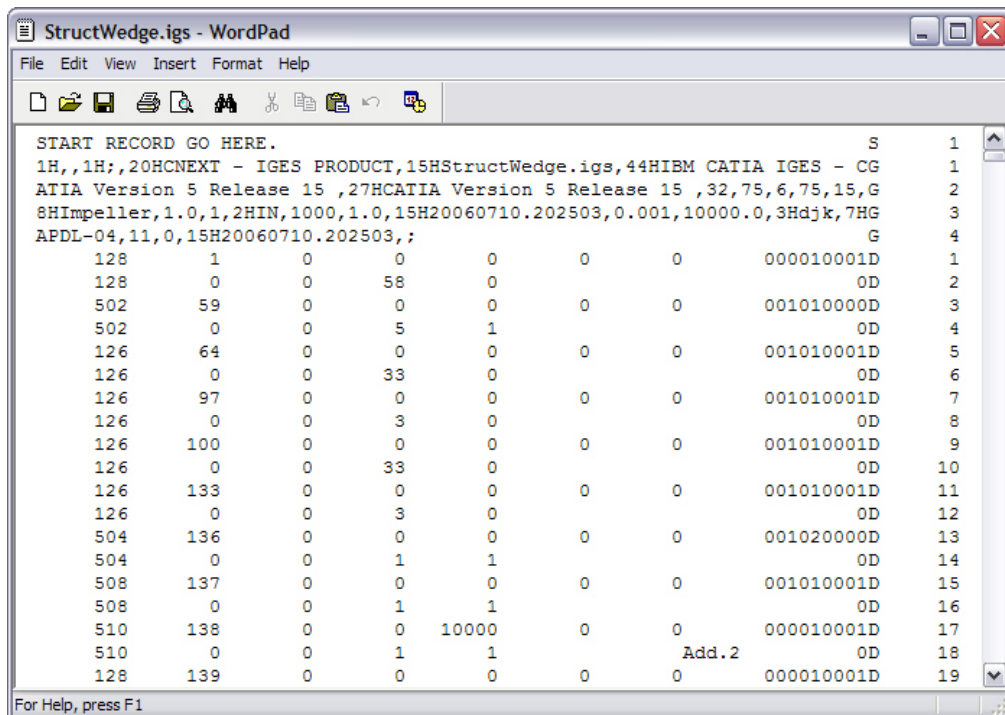 StructWedge.igs - WordPad
File Edit View Insert Format Help
START RECORD GO HERE. S 1
1H,,1H;,20HCNEXT - IGES PRODUCT,15HStructWedge.igs,44HIBM CATIA IGES - CG 1
ATIA Version 5 Release 15 ,27HCATIA Version 5 Release 15 ,32,75,6,75,15,G 2
8HImpeller,1.0,1,2HIN,1000,1.0,15H20060710.202503,0.001,10000.0,3Hdjk,7HG 3
APDL-04,11,0,15H20060710.202503,; G 4
128 1 0 0 0 0 0 000010001D 1
128 0 0 58 0 0D 2
502 59 0 0 0 0 0 001010000D 3
502 0 0 5 1 0D 4
126 64 0 0 0 0 0 001010001D 5
126 0 0 33 0 0D 6
126 97 0 0 0 0 0 001010001D 7
126 0 0 3 0 0D 8
126 100 0 0 0 0 0 001010001D 9
126 0 0 33 0 0D 10
126 133 0 0 0 0 0 001010001D 11
126 0 0 3 0 0D 12
504 136 0 0 0 0 0 001020000D 13
504 0 0 1 1 0D 14
508 137 0 0 0 0 0 001010001D 15
508 0 0 1 1 0D 16
510 138 0 0 10000 0 0 000010001D 17
510 0 0 1 1 Add.2 0D 18
128 139 0 0 0 0 0 000010001D 19
For Help, press F1